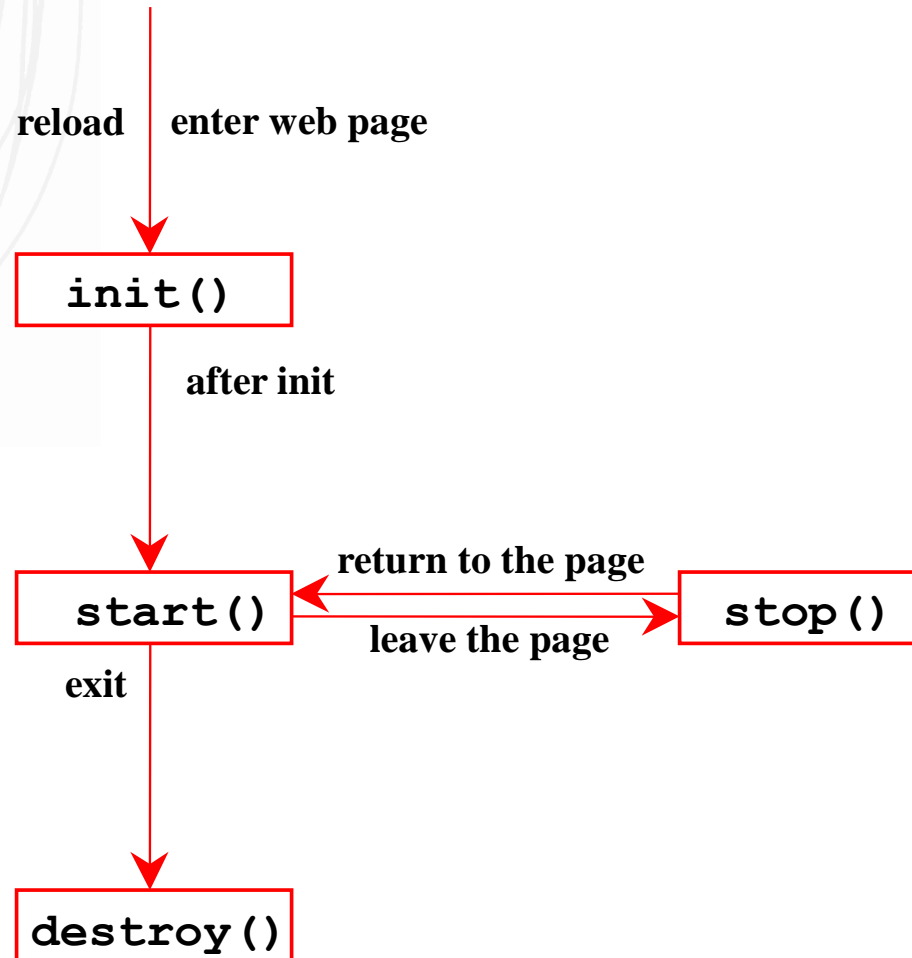 reload enter web page
init()
after init
return to the page
start() stop()
leave the page
exit
destroy()